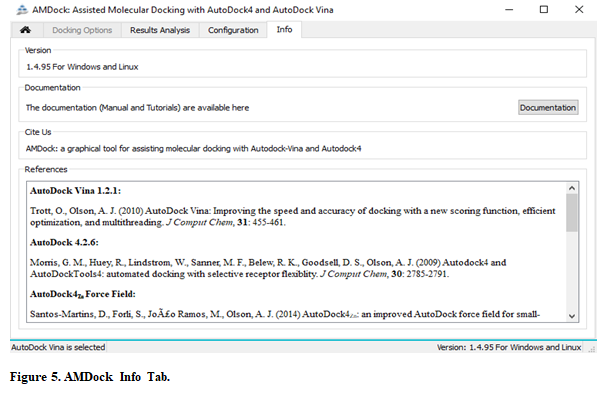 AMDock: Assisted Molecular Docking with AutoDock4 and AutoDock Vina
Docking Options Results Analysis Configuration Info
Version
1.4.95 For Windows and Linux
Documentation
The documentation (Manual and Tutorials) are available here Documentation
Cite Us
AMDock: a graphical tool for assisting molecular docking with Autodock-Vina and Autodock4
References
AutoDock Vina 1.2.1:
Trott, O., Olson, A. J. (2010) AutoDock Vina: Improving the speed and accuracy of docking with a new scoring function, efficient
optimization, and multithreading. J Comput Chem, 31: 455-461.
AutoDock 4.2.6:
Morris, G. M., Huey, R., Lindstrom, W., Sanner, M. F., Belew, R. K., Goodsell, D. S., Olson, A. J. (2009) Autodock4 and
AutoDockTools4: automated docking with selective receptor flexiblity. J Comput Chem, 30: 2785-2791.
AutoDock4Zn Force Field:
Santos-Martins, D., Forli, S., JoÃ£o Ramos, M., Olson, A. J. (2014) AutoDock4Zn: an improved AutoDock force field for small-
AutoDock Vina is selected Version: 1.4.95 For Windows and Linux
Figure 5. AMDock Info Tab.